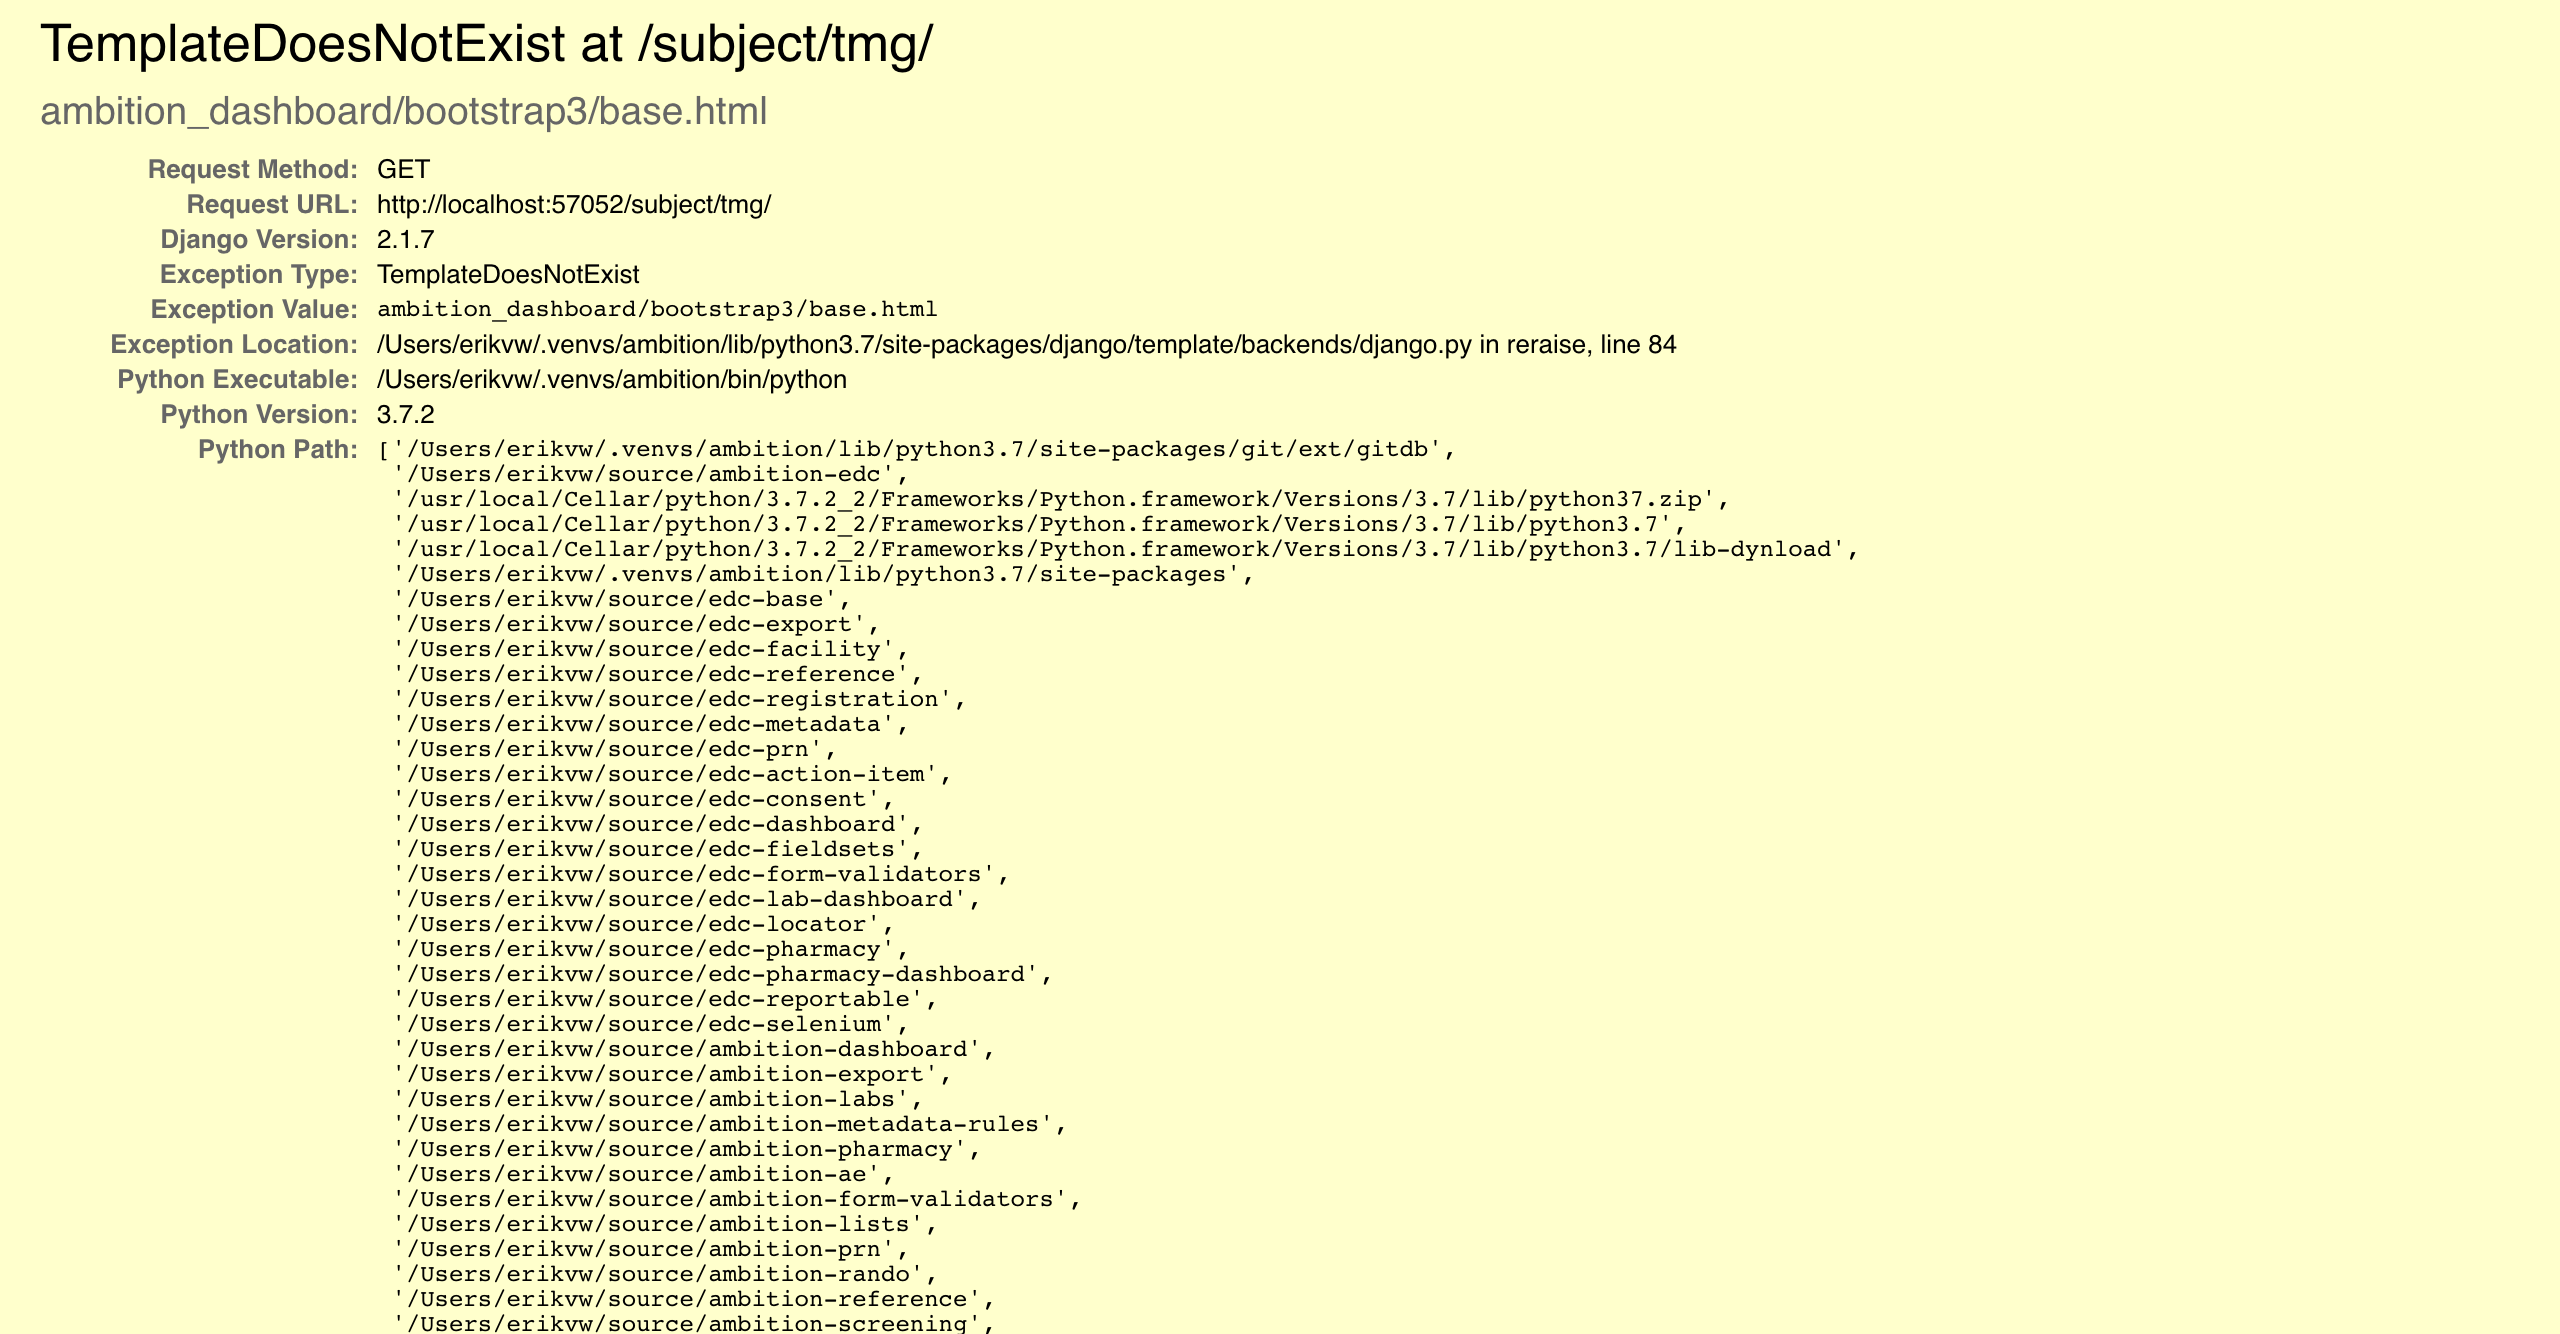 TemplateDoesNotExist at /subject/tmg/
ambition_dashboard/bootstrap3/base.html
Request Method: GET
Request URL: http://localhost:57052/subject/tmg/
Django Version: 2.1.7
Exception Type: TemplateDoesNotExist
Exception Value: ambition_dashboard/bootstrap3/base.html
Exception Location: /Users/erikvw/.venvs/ambition/lib/python3.7/site-packages/django/template/backends/django.py in reraise, line 84
Python Executable: /Users/erikvw/.venvs/ambition/bin/python
Python Version: 3.7.2
Python Path: ['/Users/erikvw/.venvs/ambition/lib/python3.7/site-packages/git/ext/gitdb',
'/Users/erikvw/source/ambition-edc',
'/usr/local/Cellar/python/3.7.2_2/Frameworks/Python.framework/Versions/3.7/lib/python37.zip',
'/usr/local/Cellar/python/3.7.2_2/Frameworks/Python.framework/Versions/3.7/lib/python3.7',
'/usr/local/Cellar/python/3.7.2_2/Frameworks/Python.framework/Versions/3.7/lib/python3.7/lib-dynload',
'/Users/erikvw/.venvs/ambition/lib/python3.7/site-packages',
'/Users/erikvw/source/edc-base',
'/Users/erikvw/source/edc-export',
'/Users/erikvw/source/edc-facility',
'/Users/erikvw/source/edc-reference',
'/Users/erikvw/source/edc-registration',
'/Users/erikvw/source/edc-metadata',
'/Users/erikvw/source/edc-prn',
'/Users/erikvw/source/edc-action-item',
'/Users/erikvw/source/edc-consent',
'/Users/erikvw/source/edc-dashboard',
'/Users/erikvw/source/edc-fieldsets',
'/Users/erikvw/source/edc-form-validators',
'/Users/erikvw/source/edc-lab-dashboard',
'/Users/erikvw/source/edc-locator',
'/Users/erikvw/source/edc-pharmacy',
'/Users/erikvw/source/edc-pharmacy-dashboard',
'/Users/erikvw/source/edc-reportable',
'/Users/erikvw/source/edc-selenium',
'/Users/erikvw/source/ambition-dashboard',
'/Users/erikvw/source/ambition-export',
'/Users/erikvw/source/ambition-labs',
'/Users/erikvw/source/ambition-metadata-rules',
'/Users/erikvw/source/ambition-pharmacy',
'/Users/erikvw/source/ambition-ae',
'/Users/erikvw/source/ambition-form-validators',
'/Users/erikvw/source/ambition-lists',
'/Users/erikvw/source/ambition-prn',
'/Users/erikvw/source/ambition-rando',
'/Users/erikvw/source/ambition-reference',
'/Users/erikvw/source/ambition-screening',